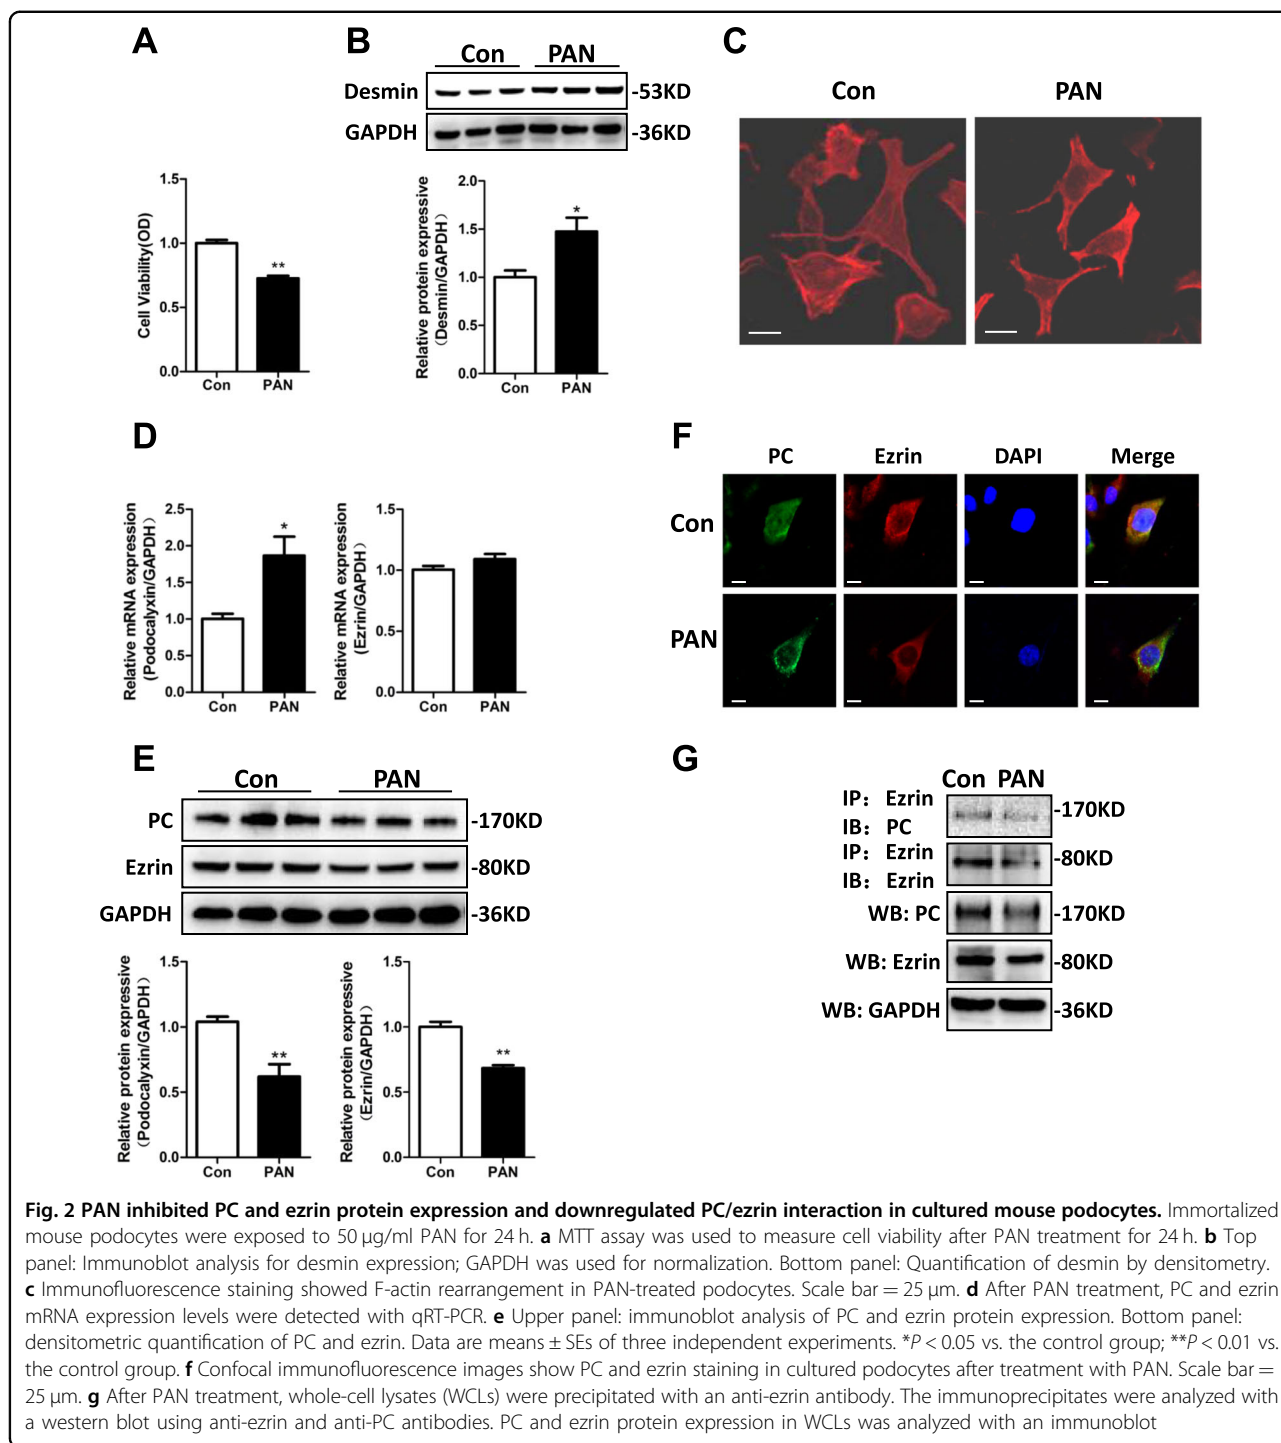 A
Cell Viability(OD)
1.5
1.0
0.5
0.0
**
Con PAN
B
Con PAN
Desmin -53KD
GAPDH -36KD
Relative protein expressive
(Desmin/GAPDH)
2.0
1.5
1.0
0.5
0.0
*
Con PAN
C
Con PAN
D
Relative mRNA expression
(Podocalyxin/GAPDH)
2.5
2.0
1.5
1.0
0.5
0.0
*
Con PAN
Relative mRNA expression
(Ezrin/GAPDH)
1.5
1.0
0.5
0.0
Con PAN
E
Con PAN
PC -170KD
Ezrin -80KD
GAPDH -36KD
Relative protein expressive
(Podocalyxin/GAPDH)
1.5
1.0
0.5
0.0
**
Con PAN
Relative protein expressive
(Ezrin/GAPDH)
1.5
1.0
0.5
0.0
**
Con PAN
F
PC Ezrin DAPI Merge
Con
PAN
G
Con PAN
IP: Ezrin
IB: PC
-170KD
IP: Ezrin
IB: Ezrin
-80KD
WB: PC -170KD
WB: Ezrin -80KD
WB: GAPDH -36KD
Fig. 2 PAN inhibited PC and ezrin protein expression and downregulated PC/ezrin interaction in cultured mouse podocytes. Immortalized
mouse podocytes were exposed to 50 µg/ml PAN for 24 h. a MTT assay was used to measure cell viability after PAN treatment for 24 h. b Top
panel: Immunoblot analysis for desmin expression; GAPDH was used for normalization. Bottom panel: Quantification of desmin by densitometry.
c Immunofluorescence staining showed F-actin rearrangement in PAN-treated podocytes. Scale bar = 25 µm. d After PAN treatment, PC and ezrin
mRNA expression levels were detected with qRT-PCR. e Upper panel: immunoblot analysis of PC and ezrin protein expression. Bottom panel:
densitometric quantification of PC and ezrin. Data are means ± SEs of three independent experiments. *P < 0.05 vs. the control group; **P < 0.01 vs.
the control group. f Confocal immunofluorescence images show PC and ezrin staining in cultured podocytes after treatment with PAN. Scale bar =
25 µm. g After PAN treatment, whole-cell lysates (WCLs) were precipitated with an anti-ezrin antibody. The immunoprecipitates were analyzed with
a western blot using anti-ezrin and anti-PC antibodies. PC and ezrin protein expression in WCLs was analyzed with an immunoblot